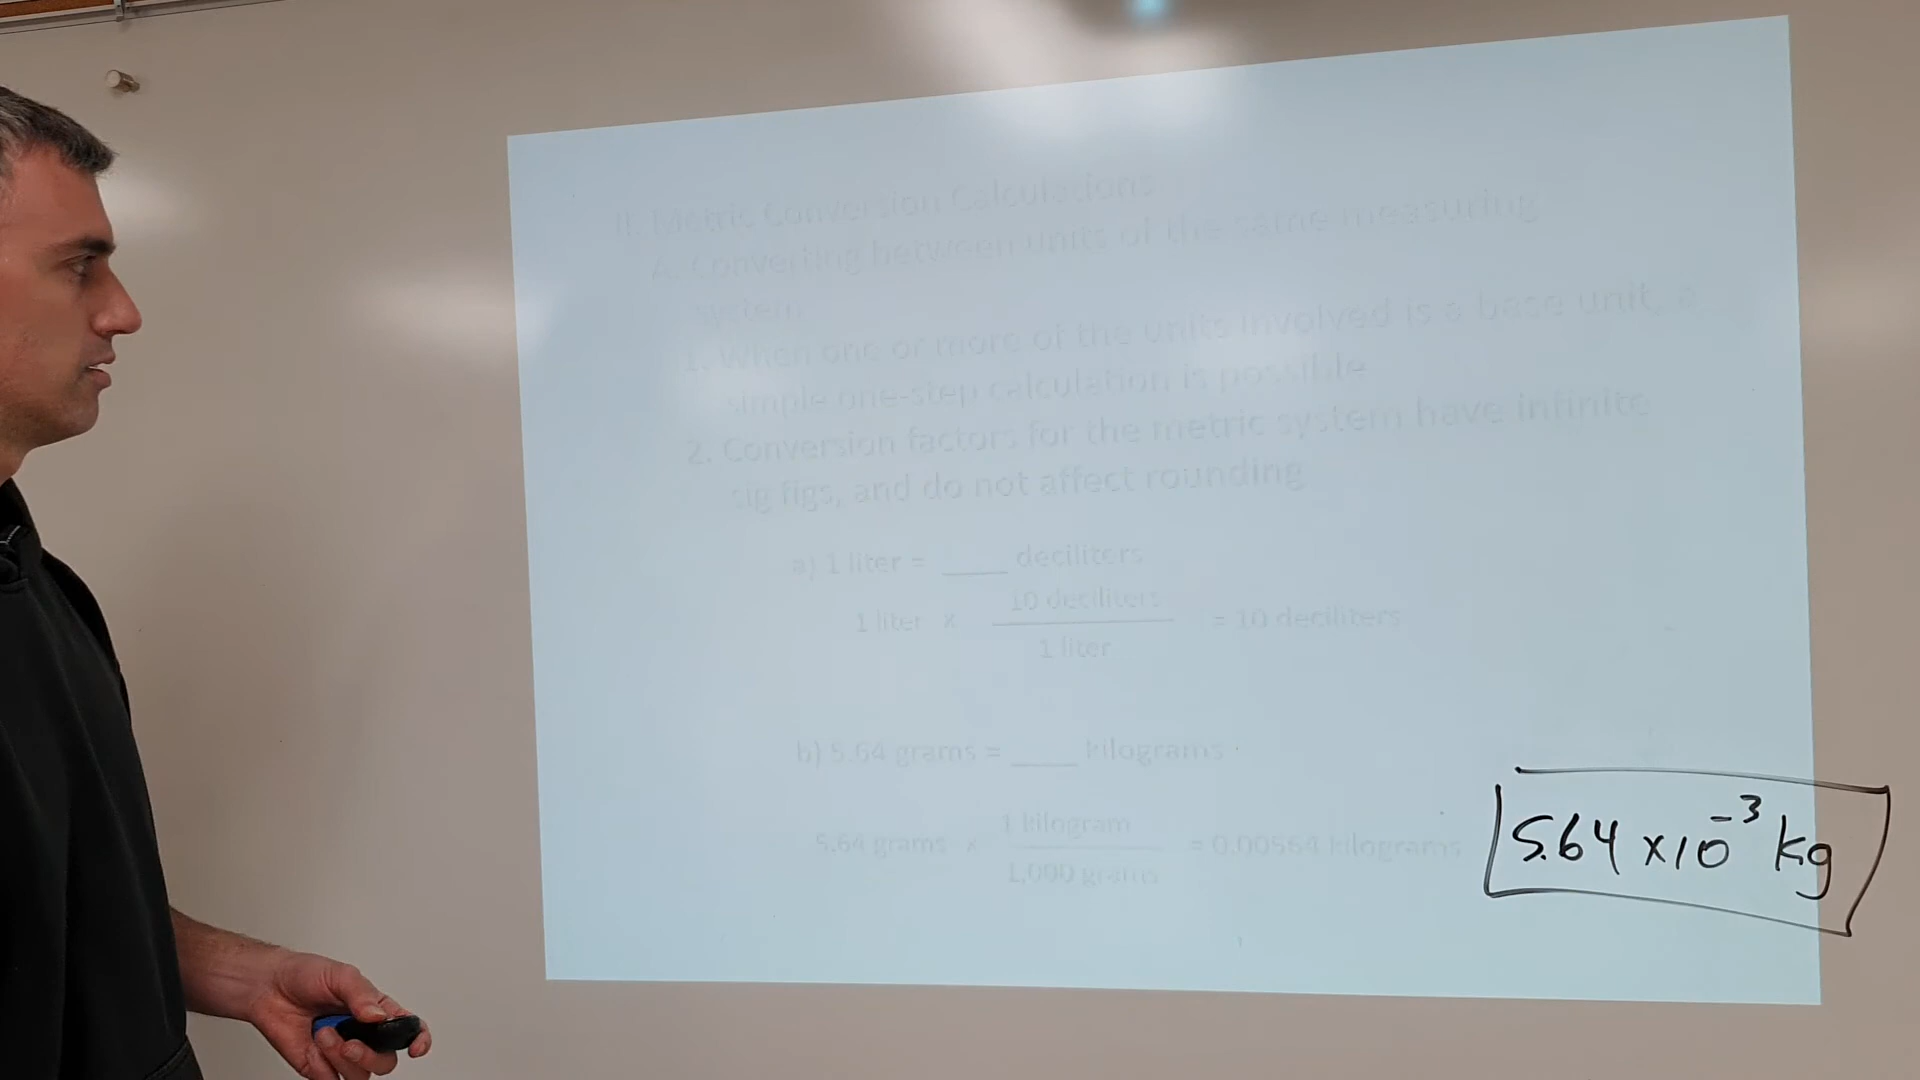 II. Metric Conversion Calculations
A. Converting between units of the same measuring
system
1. When one or more of the units involved is a base unit, a
simple one-step calculation is possible
2. Conversion factors for the metric system have infinite
sig figs, and do not affect rounding
a) 1 liter = ____ deciliters
1 liter x 10 deciliters = 10 deciliters
1 liter
b) 5.64 grams = ____ kilograms
5.64 grams x 1 kilogram = 0.00564 kilograms
1,000 grams
5.64 x10⁻³ kg